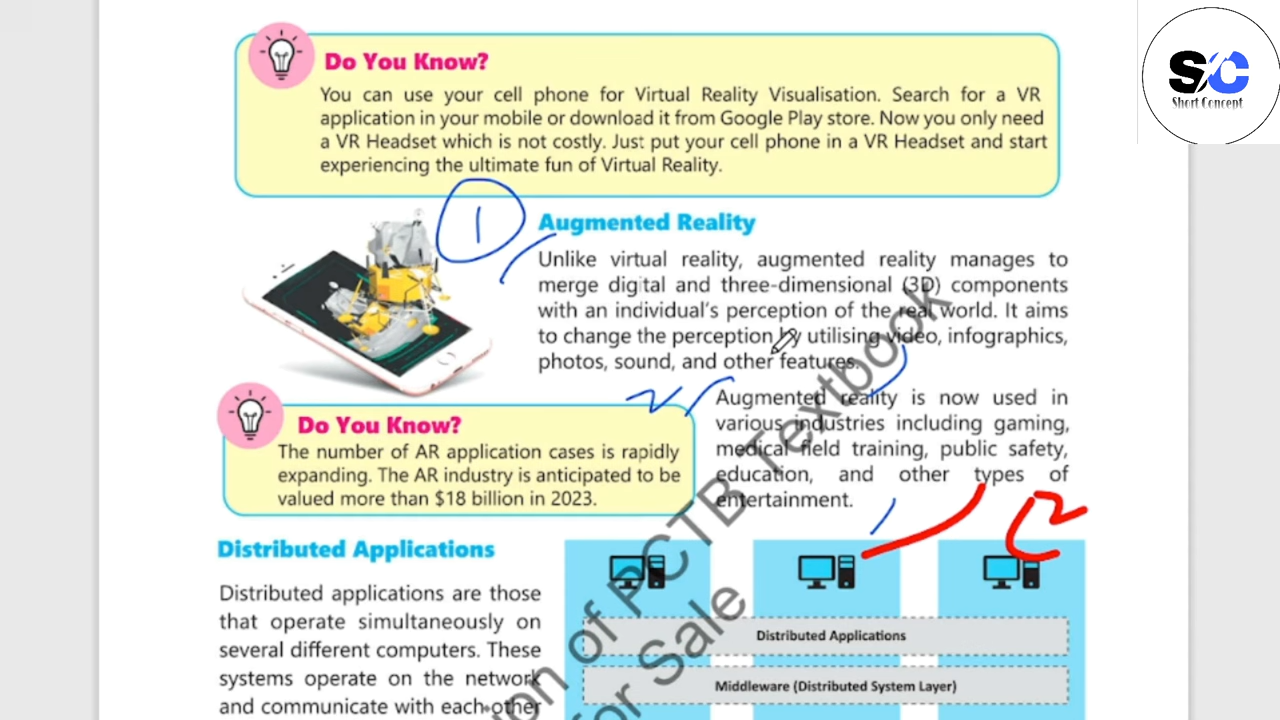 SC
Short Concept
Do You Know?
You can use your cell phone for Virtual Reality Visualisation. Search for a VR
application in your mobile or download it from Google Play store. Now you only need
a VR Headset which is not costly. Just put your cell phone in a VR Headset and start
experiencing the ultimate fun of Virtual Reality.
1
Augmented Reality
Unlike virtual reality, augmented reality manages to
merge digital and three-dimensional (3D) components
with an individual's perception of the real world. It aims
to change the perception by utilising video, infographics,
photos, sound, and other features.
Augmented reality is now used in
various industries including gaming,
medical field training, public safety,
education, and other types of
entertainment.
Do You Know?
The number of AR application cases is rapidly
expanding. The AR industry is anticipated to be
valued more than $18 billion in 2023.
Distributed Applications
Distributed applications are those
that operate simultaneously on
several different computers. These
systems operate on the network
and communicate with each other
Distributed Applications
Middleware (Distributed System Layer)
of PCTB Textbook
for Sale